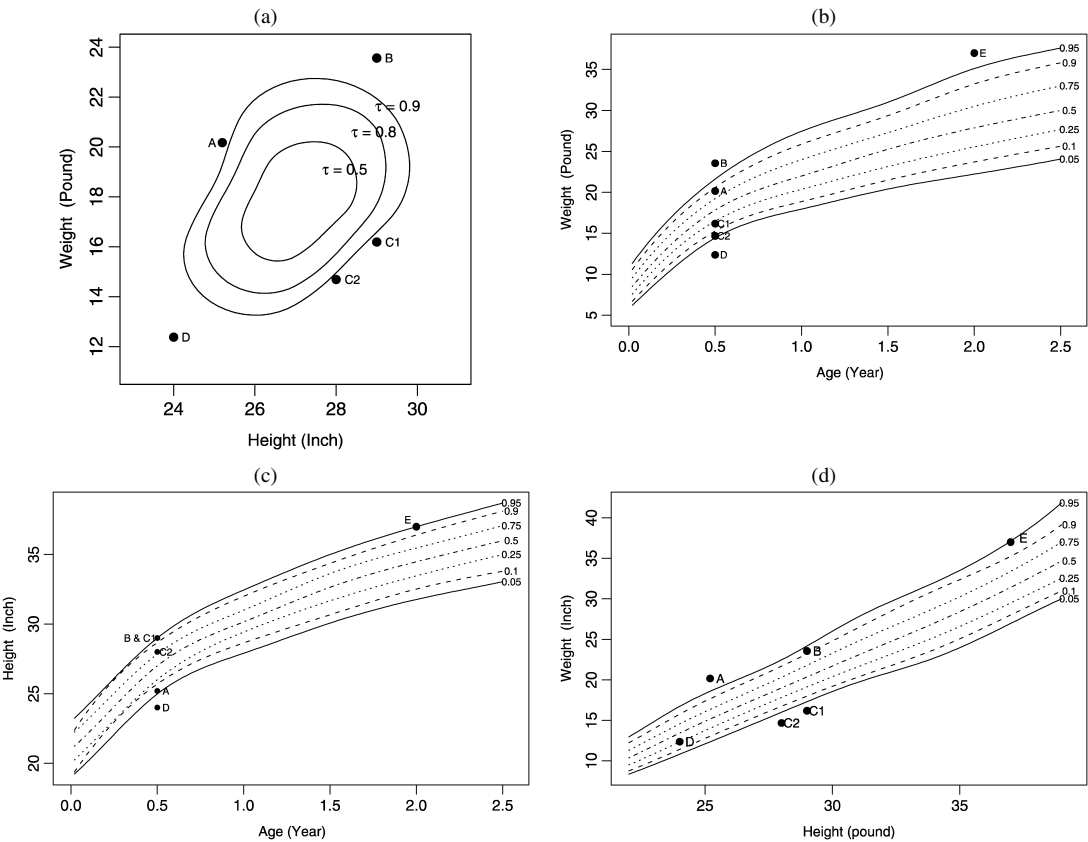 (a)
24
22
20
18
16
14
12
Weight (Pound)
B
τ = 0.9
A
τ = 0.8
τ = 0.5
C1
C2
D
24
26
28
30
Height (Inch)
(b)
35
30
25
20
15
10
5
Weight (Pound)
E
B
A
C1
C2
D
0.95
0.9
0.75
0.5
0.25
0.1
0.05
0.0
0.5
1.0
1.5
2.0
2.5
Age (Year)
(c)
35
30
25
20
Height (Inch)
E
B & C1
C2
A
D
0.95
0.9
0.75
0.5
0.25
0.1
0.05
0.0
0.5
1.0
1.5
2.0
2.5
Age (Year)
(d)
40
35
30
25
20
15
10
Weight (Inch)
E
B
A
C1
C2
D
0.95
0.9
0.75
0.5
0.25
0.1
0.05
25
30
35
Height (pound)